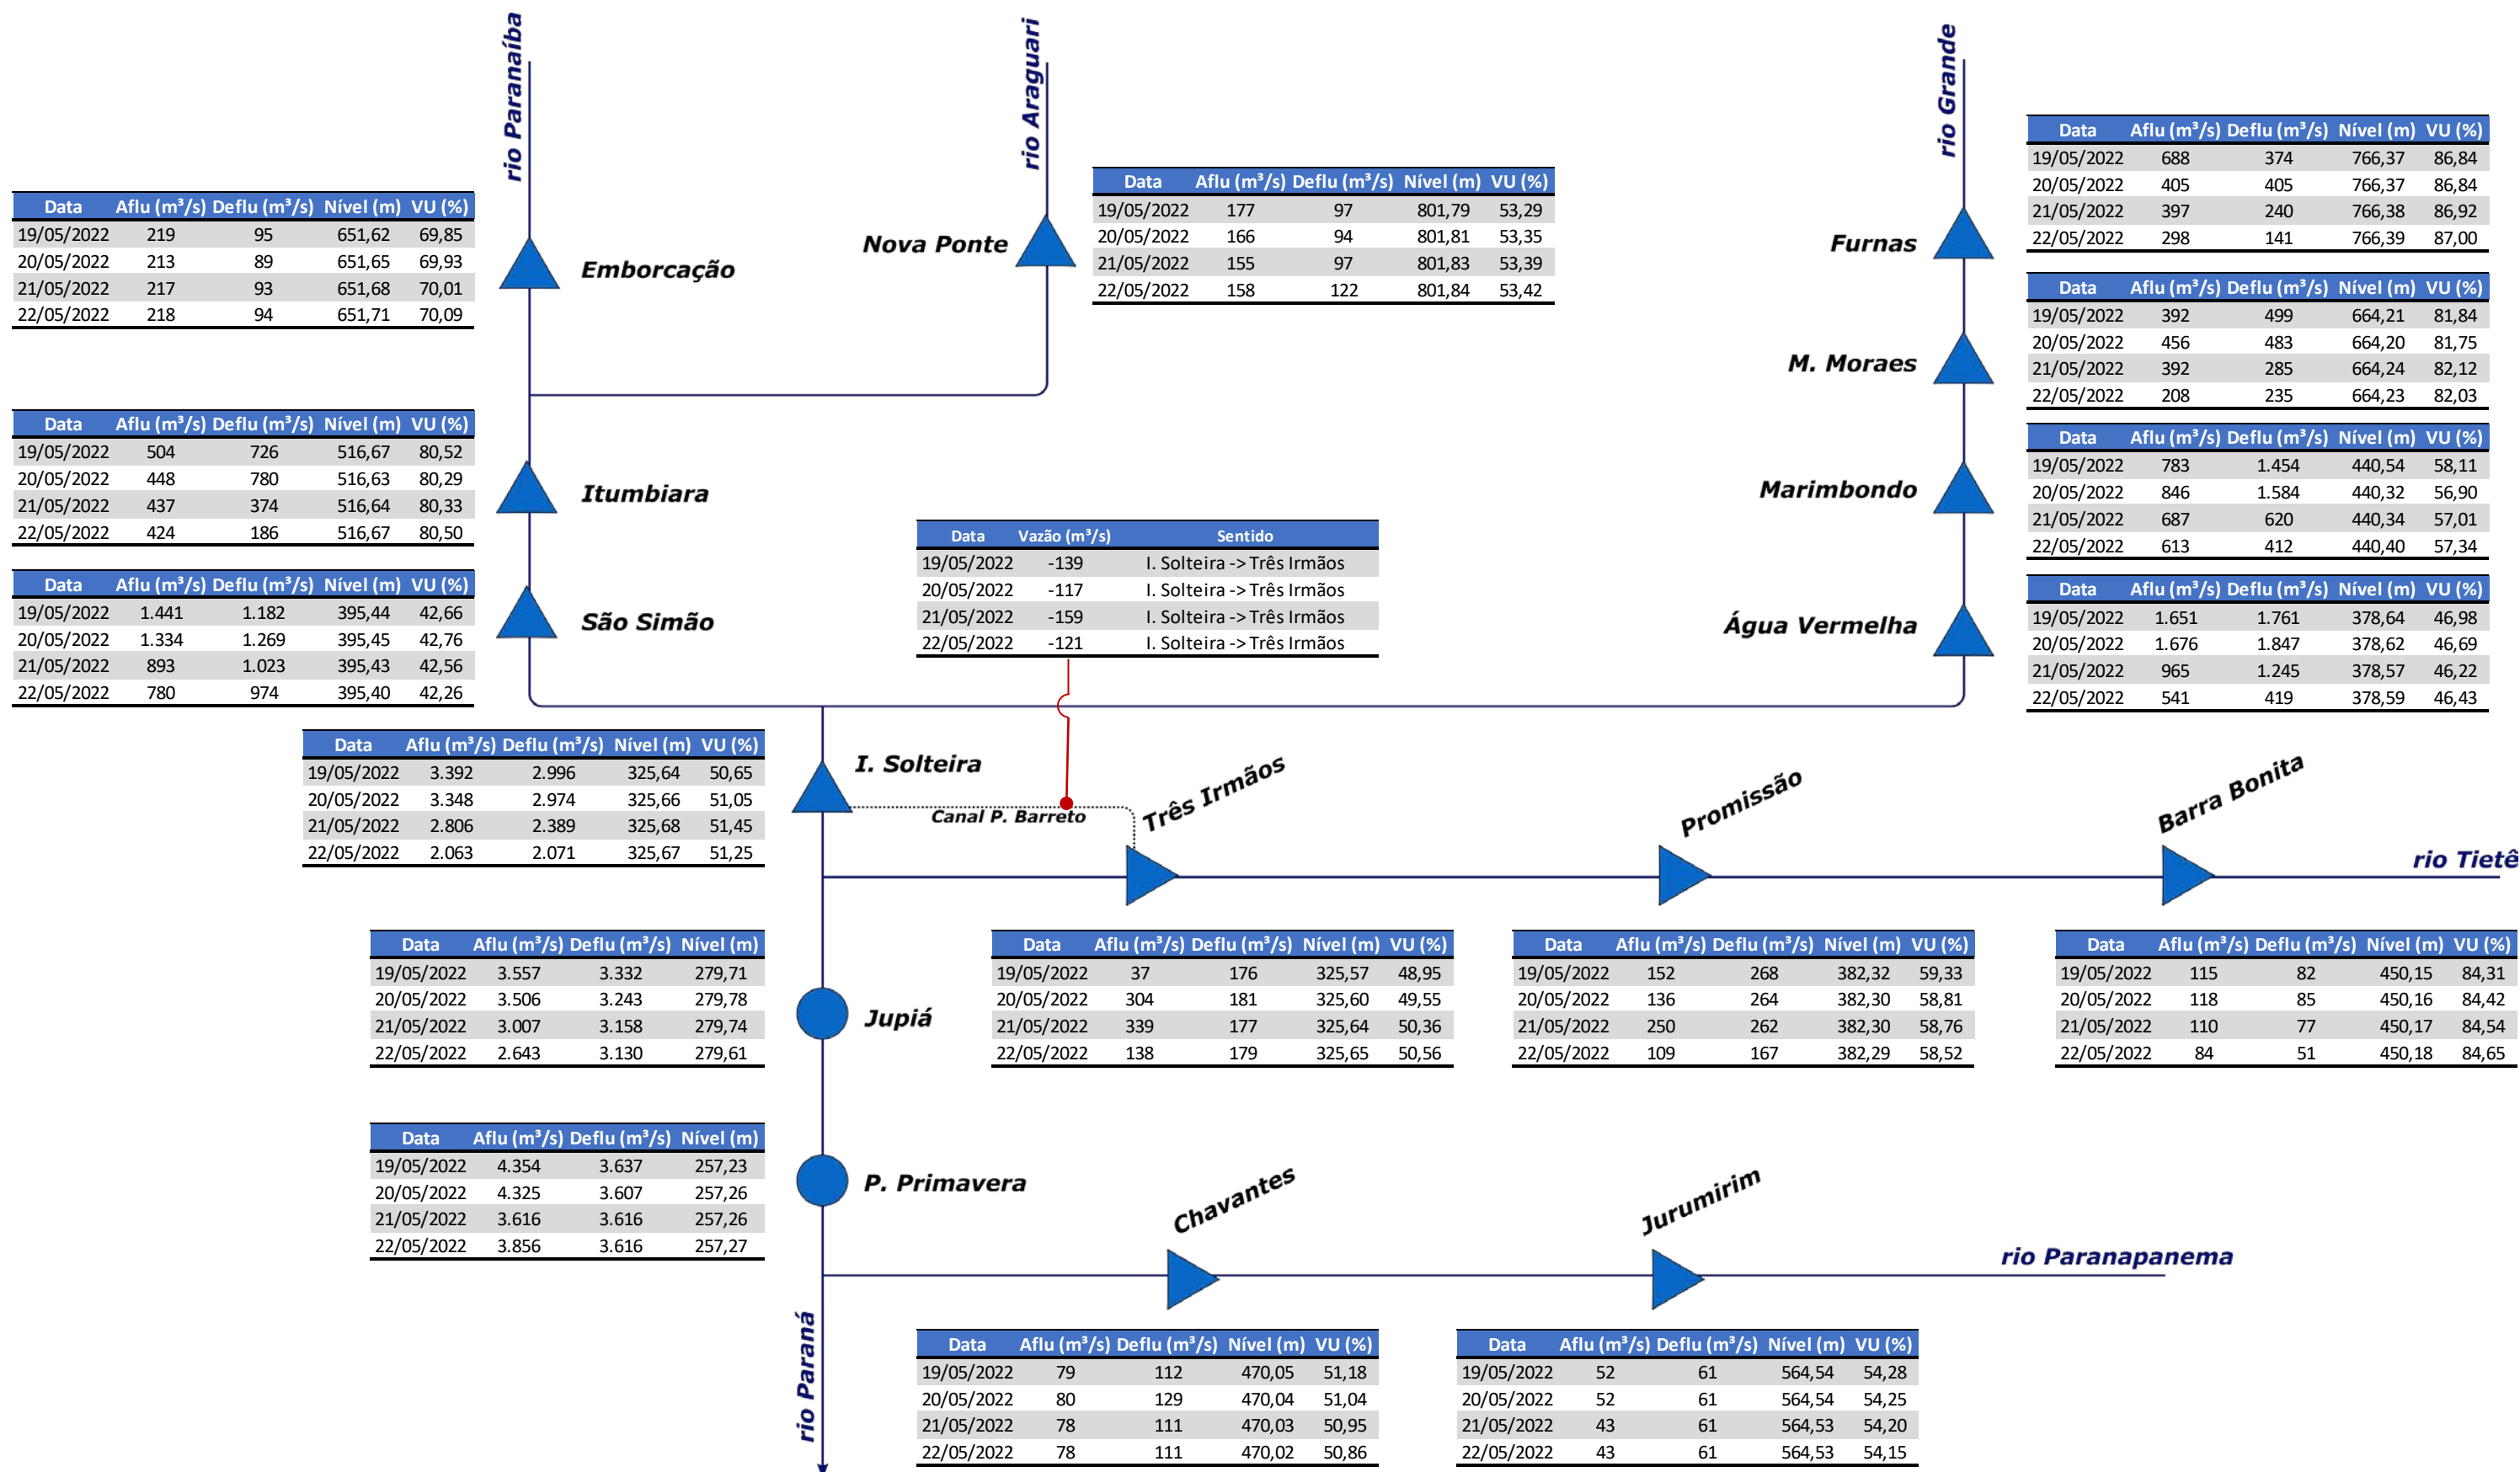 rio Paranaíba
rio Araguari
rio Grande
Data Aflu (m³/s) Deflu (m³/s) Nível (m) VU (%)
19/05/2022 688 374 766,37 86,84
20/05/2022 405 405 766,37 86,84
21/05/2022 397 240 766,38 86,92
22/05/2022 298 141 766,39 87,00
Furnas
Data Aflu (m³/s) Deflu (m³/s) Nível (m) VU (%)
19/05/2022 177 97 801,79 53,29
20/05/2022 166 94 801,81 53,35
21/05/2022 155 97 801,83 53,39
22/05/2022 158 122 801,84 53,42
Nova Ponte
Data Aflu (m³/s) Deflu (m³/s) Nível (m) VU (%)
19/05/2022 219 95 651,62 69,85
20/05/2022 213 89 651,65 69,93
21/05/2022 217 93 651,68 70,01
22/05/2022 218 94 651,71 70,09
Emborcação
Data Aflu (m³/s) Deflu (m³/s) Nível (m) VU (%)
19/05/2022 392 499 664,21 81,84
20/05/2022 456 483 664,20 81,75
21/05/2022 392 285 664,24 82,12
22/05/2022 208 235 664,23 82,03
M. Moraes
Data Aflu (m³/s) Deflu (m³/s) Nível (m) VU (%)
19/05/2022 504 726 516,67 80,52
20/05/2022 448 780 516,63 80,29
21/05/2022 437 374 516,64 80,33
22/05/2022 424 186 516,67 80,50
Itumbiara
Data Aflu (m³/s) Deflu (m³/s) Nível (m) VU (%)
19/05/2022 783 1.454 440,54 58,11
20/05/2022 846 1.584 440,32 56,90
21/05/2022 687 620 440,34 57,01
22/05/2022 613 412 440,40 57,34
Marimbondo
Data Vazão (m³/s) Sentido
19/05/2022 -139 I. Solteira -> Três Irmãos
20/05/2022 -117 I. Solteira -> Três Irmãos
21/05/2022 -159 I. Solteira -> Três Irmãos
22/05/2022 -121 I. Solteira -> Três Irmãos
Data Aflu (m³/s) Deflu (m³/s) Nível (m) VU (%)
19/05/2022 1.441 1.182 395,44 42,66
20/05/2022 1.334 1.269 395,45 42,76
21/05/2022 893 1.023 395,43 42,56
22/05/2022 780 974 395,40 42,26
São Simão
Data Aflu (m³/s) Deflu (m³/s) Nível (m) VU (%)
19/05/2022 1.651 1.761 378,64 46,98
20/05/2022 1.676 1.847 378,62 46,69
21/05/2022 965 1.245 378,57 46,22
22/05/2022 541 419 378,59 46,43
Água Vermelha
Data Aflu (m³/s) Deflu (m³/s) Nível (m) VU (%)
19/05/2022 3.392 2.996 325,64 50,65
20/05/2022 3.348 2.974 325,66 51,05
21/05/2022 2.806 2.389 325,68 51,45
22/05/2022 2.063 2.071 325,67 51,25
I. Solteira
Canal P. Barreto
Três Irmãos
Promissão
Barra Bonita
rio Tietê
Data Aflu (m³/s) Deflu (m³/s) Nível (m)
19/05/2022 3.557 3.332 279,71
20/05/2022 3.506 3.243 279,78
21/05/2022 3.007 3.158 279,74
22/05/2022 2.643 3.130 279,61
Jupiá
Data Aflu (m³/s) Deflu (m³/s) Nível (m) VU (%)
19/05/2022 37 176 325,57 48,95
20/05/2022 304 181 325,60 49,55
21/05/2022 339 177 325,64 50,36
22/05/2022 138 179 325,65 50,56
Data Aflu (m³/s) Deflu (m³/s) Nível (m) VU (%)
19/05/2022 152 268 382,32 59,33
20/05/2022 136 264 382,30 58,81
21/05/2022 250 262 382,30 58,76
22/05/2022 109 167 382,29 58,52
Data Aflu (m³/s) Deflu (m³/s) Nível (m) VU (%)
19/05/2022 115 82 450,15 84,31
20/05/2022 118 85 450,16 84,42
21/05/2022 110 77 450,17 84,54
22/05/2022 84 51 450,18 84,65
Data Aflu (m³/s) Deflu (m³/s) Nível (m)
19/05/2022 4.354 3.637 257,23
20/05/2022 4.325 3.607 257,26
21/05/2022 3.616 3.616 257,26
22/05/2022 3.856 3.616 257,27
P. Primavera
Chavantes
Jurumirim
rio Paranapanema
rio Paraná
Data Aflu (m³/s) Deflu (m³/s) Nível (m) VU (%)
19/05/2022 79 112 470,05 51,18
20/05/2022 80 129 470,04 51,04
21/05/2022 78 111 470,03 50,95
22/05/2022 78 111 470,02 50,86
Data Aflu (m³/s) Deflu (m³/s) Nível (m) VU (%)
19/05/2022 52 61 564,54 54,28
20/05/2022 52 61 564,54 54,25
21/05/2022 43 61 564,53 54,20
22/05/2022 43 61 564,53 54,15